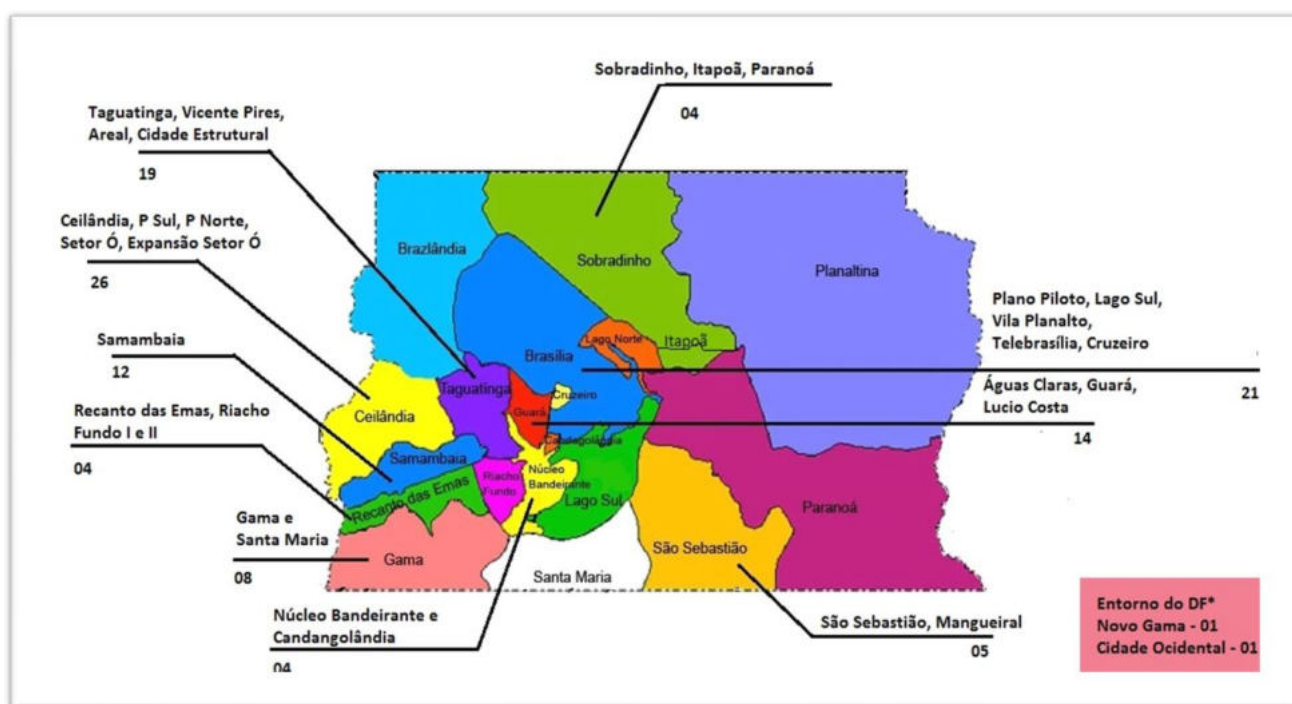 Sobradinho, Itapoã, Paranoá
04
Taguatinga, Vicente Pires,
Areal, Cidade Estrutural
19
Ceilândia, P Sul, P Norte,
Setor Ó, Expansão Setor Ó
26
Samambaia
12
Recanto das Emas, Riacho
Fundo I e II
04
Gama e
Santa Maria
08
Núcleo Bandeirante e
Candangolândia
04
Plano Piloto, Lago Sul,
Vila Planalto,
Telebrasília, Cruzeiro
21
Águas Claras, Guará,
Lucio Costa
14
São Sebastião, Mangueiral
05
Entorno do DF*
Novo Gama - 01
Cidade Ocidental - 01
Brazlândia
Sobradinho
Planaltina
Lago Norte
Itapoã
Brasília
Taguatinga
Cruzeiro
Guará
Ceilândia
Candagolândia
Samambaia
Riacho
Fundo
Núcleo
Bandeirante
Recanto das Emas
Lago Sul
Paranoá
São Sebastião
Gama
Santa Maria